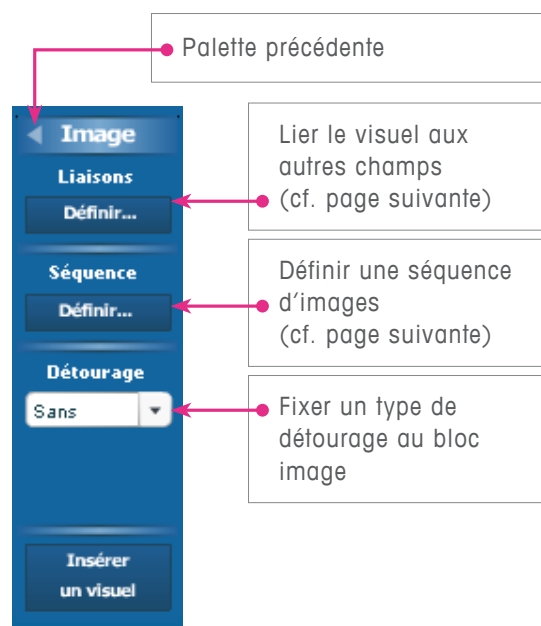 Palette précédente
Image
Liaisons
Définir...
Lier le visuel aux
autres champs
(cf. page suivante)
Séquence
Définir...
Définir une séquence
d’images
(cf. page suivante)
Détourage
Sans
Fixer un type de
détourage au bloc
image
Insérer
un visuel